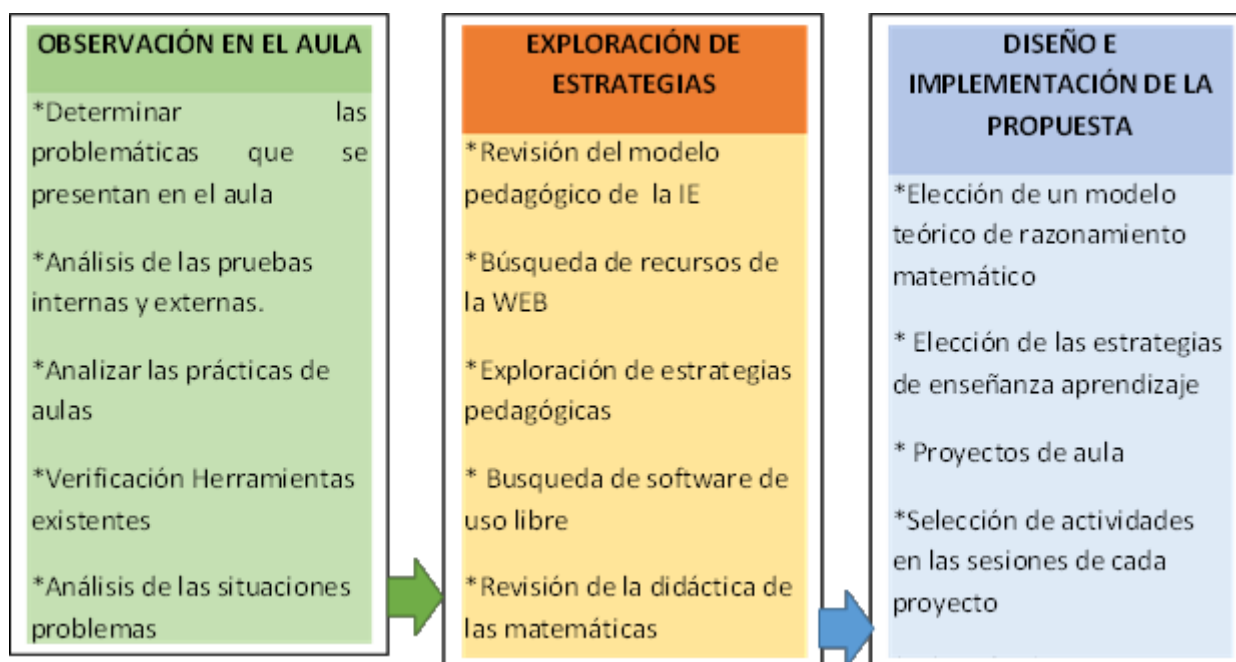 OBSERVACIÓN EN EL AULA
*Determinar las
problemáticas que se
presentan en el aula
*Análisis de las pruebas
internas y externas.
*Analizar las prácticas de
aulas
*Verificación Herramientas
existentes
*Análisis de las situaciones
problemas
EXPLORACIÓN DE
ESTRATEGIAS
*Revisión del modelo
pedagógico de la IE
*Búsqueda de recursos de
la WEB
*Exploración de estrategias
pedagógicas
* Busqueda de software de
uso libre
*Revisión de la didáctica de
las matemáticas
DISEÑO E
IMPLEMENTACIÓN DE LA
PROPUESTA
*Elección de un modelo
teórico de razonamiento
matemático
* Elección de las estrategias
de enseñanza aprendizaje
* Proyectos de aula
*Selección de actividades
en las sesiones de cada
proyecto